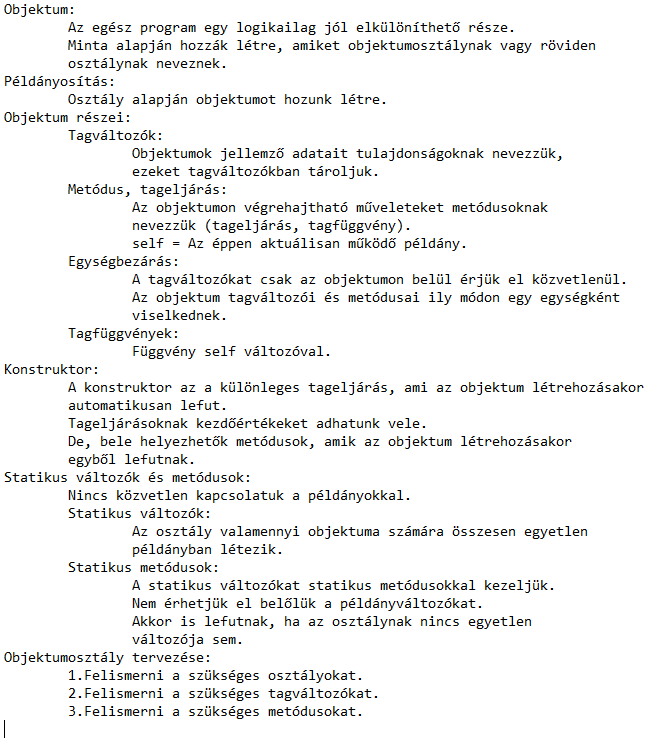 Objektum:
Az egész program egy logikailag jól elkülöníthető része.
Minta alapján hozzák létre, amiket objektumosztálynak vagy röviden
osztálynak neveznek.
Példányosítás:
Osztály alapján objektumot hozunk létre.
Objektum részei:
Tagváltozók:
Objektumok jellemző adatait tulajdonságoknak nevezzük,
ezeket tagváltozókban tároljuk.
Metódus, tageljárás:
Az objektumon végrehajtható műveleteket metódusoknak
nevezzük (tageljárás, tagfüggvény).
self = Az éppen aktuálisan működő példány.
Egységbezárás:
A tagváltozókat csak az objektumon belül érjük el közvetlenül.
Az objektum tagváltozói és metódusai ily módon egy egységként
viselkednek.
Tagfüggvények:
Függvény self változóval.
Konstruktor:
A konstruktor az a különleges tageljárás, ami az objektum létrehozásakor
automatikusan lefut.
Tageljárásoknak kezdőértékeket adhatunk vele.
De, bele helyezhetők metódusok, amik az objektum létrehozásakor
egyből lefutnak.
Statikus változók és metódusok:
Nincs közvetlen kapcsolatuk a példányokkal.
Statikus változók:
Az osztály valamennyi objektuma számára összesen egyetlen
példányban létezik.
Statikus metódusok:
A statikus változókat statikus metódusokkal kezeljük.
Nem érhetjük el belőlük a példányváltozókat.
Akkor is lefutnak, ha az osztálynak nincs egyetlen
változója sem.
Objektumosztály tervezése:
1.Felismerni a szükséges osztályokat.
2.Felismerni a szükséges tagváltozókat.
3.Felismerni a szükséges metódusokat.